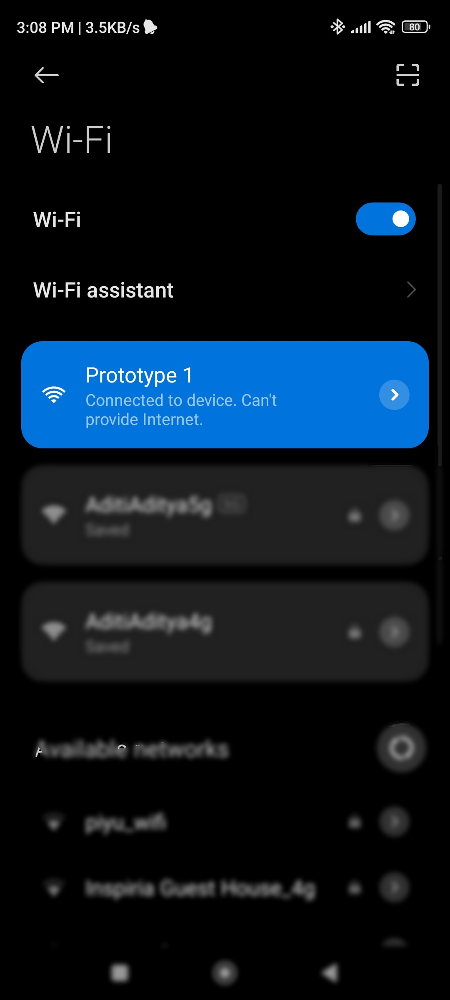 3:08 PM | 3.5KB/s
80
Wi-Fi
Wi-Fi
Wi-Fi assistant
Prototype 1
Connected to device. Can't
provide Internet.
AditiAditya5g
Saved
AditiAditya4g
Saved
Available networks
piyu_wifi
Inspiria Guest House_4g